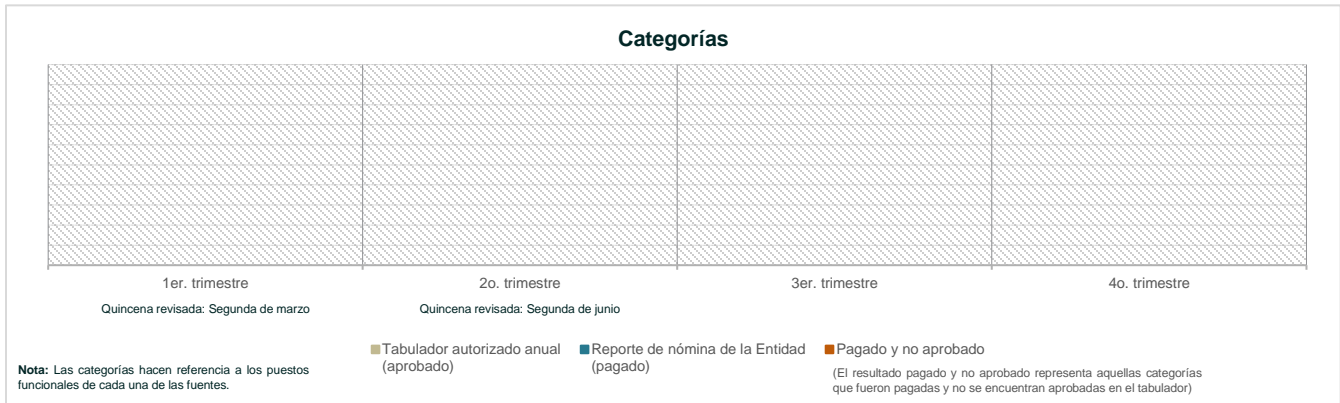 Categorías
1er. trimestre
2o. trimestre
3er. trimestre
4o. trimestre
Quincena revisada: Segunda de marzo
Quincena revisada: Segunda de junio
Tabulador autorizado anual
(aprobado)
Reporte de nómina de la Entidad
(pagado)
Pagado y no aprobado
(El resultado pagado y no aprobado representa aquellas categorías
que fueron pagadas y no se encuentran aprobadas en el tabulador)
Nota: Las categorías hacen referencia a los puestos
funcionales de cada una de las fuentes.